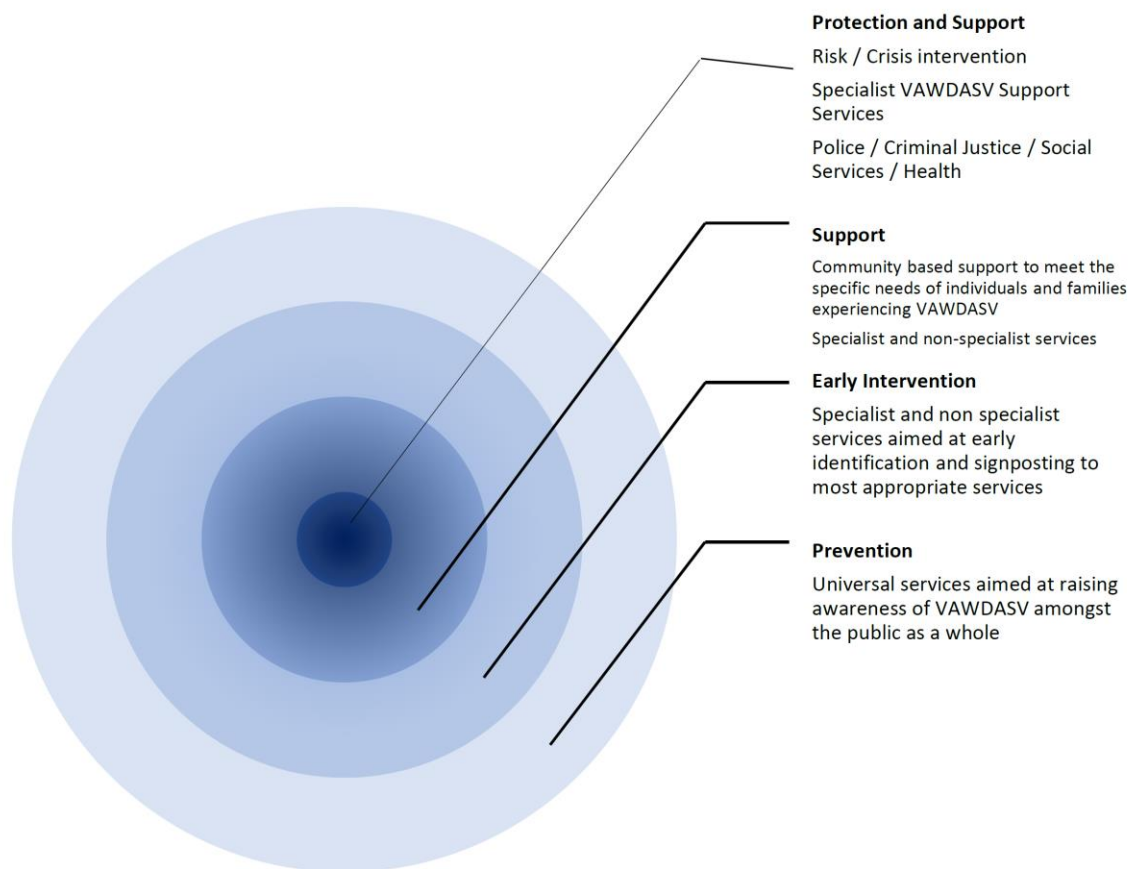 Protection and Support
Risk / Crisis intervention
Specialist VAWDASV Support
Services
Police / Criminal Justice / Social
Services / Health
Support
Community based support to meet the
specific needs of individuals and families
experiencing VAWDASV
Specialist and non-specialist services
Early Intervention
Specialist and non specialist
services aimed at early
identification and signposting to
most appropriate services
Prevention
Universal services aimed at raising
awareness of VAWDASV amongst
the public as a whole